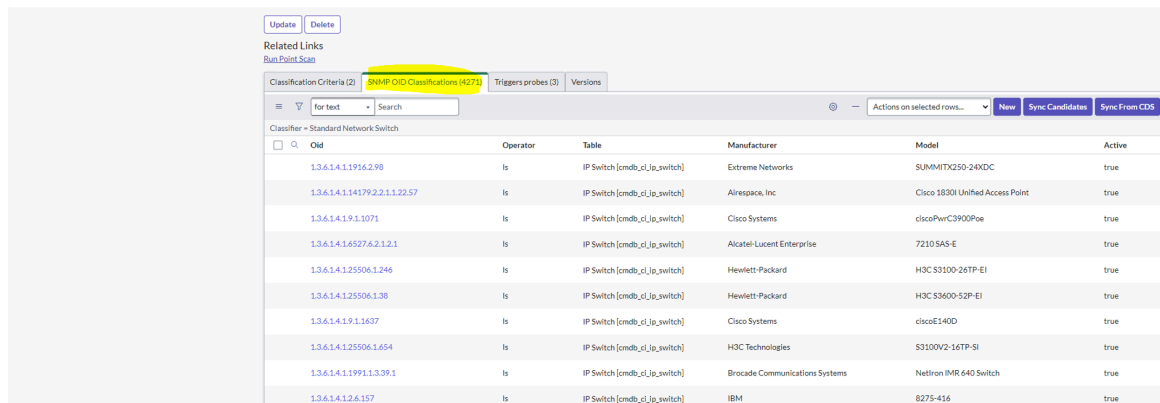 Update Delete
Related Links
Run Point Scan
Classification Criteria (2) SNMP OID Classifications (4271) Triggers probes (3) Versions
for text Search Actions on selected rows... New Sync Candidates Sync From CDS
Classifier = Standard Network Switch
Oid Operator Table Manufacturer Model Active
1.3.6.1.4.1.1916.2.98 Is IP Switch [cmdb_ci_ip_switch] Extreme Networks SUMMITX250-24XDC true
1.3.6.1.4.1.14179.2.2.1.1.22.57 Is IP Switch [cmdb_ci_ip_switch] Airespace, Inc Cisco 1830I Unified Access Point true
1.3.6.1.4.1.9.1.1071 Is IP Switch [cmdb_ci_ip_switch] Cisco Systems ciscoPwrC3900Poe true
1.3.6.1.4.1.6527.6.2.1.2.1 Is IP Switch [cmdb_ci_ip_switch] Alcatel-Lucent Enterprise 7210 SAS-E true
1.3.6.1.4.1.25506.1.246 Is IP Switch [cmdb_ci_ip_switch] Hewlett-Packard H3C S3100-26TP-EI true
1.3.6.1.4.1.25506.1.38 Is IP Switch [cmdb_ci_ip_switch] Hewlett-Packard H3C S3600-52P-EI true
1.3.6.1.4.1.9.1.1637 Is IP Switch [cmdb_ci_ip_switch] Cisco Systems ciscoE140D true
1.3.6.1.4.1.25506.1.654 Is IP Switch [cmdb_ci_ip_switch] H3C Technologies S3100V2-16TP-SI true
1.3.6.1.4.1.1991.1.3.39.1 Is IP Switch [cmdb_ci_ip_switch] Brocade Communications Systems NetIron IMR 640 Switch true
1.3.6.1.4.1.2.6.157 Is IP Switch [cmdb_ci_ip_switch] IBM 8275-416 true